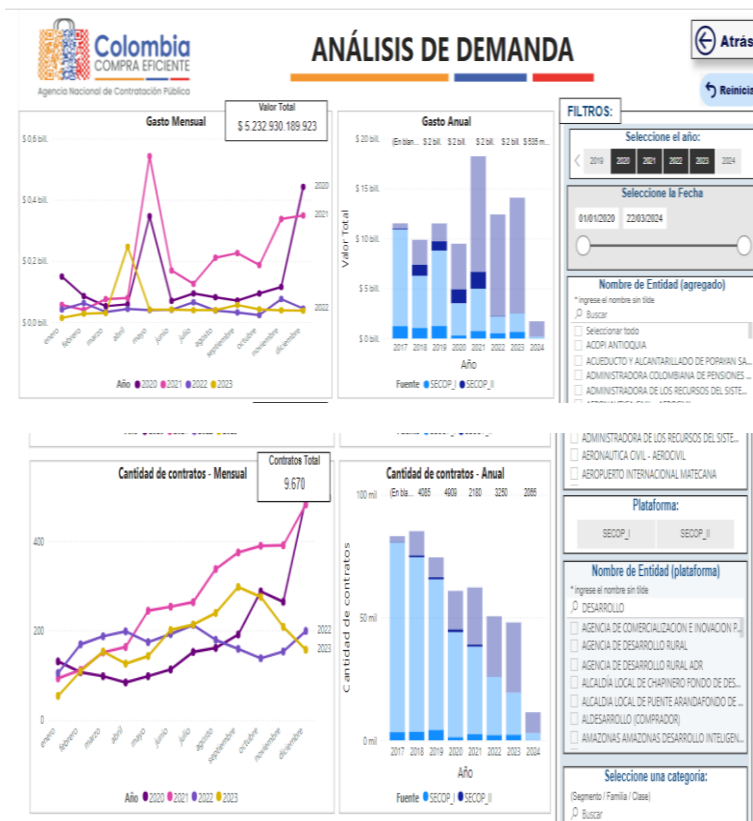 Colombia
COMPRA EFICIENTE
Agencia Nacional de Contratación Pública
ANÁLISIS DE DEMANDA
Atrás
Reinicia
Gasto Mensual
Valor Total
$ 5.232.930.189.923
$ 0,6 bill.
$ 0,4 bill.
$ 0,2 bill.
$ 0,0 bill.
2020
2021
2022
enero
febrero
marzo
abril
mayo
junio
julio
agosto
septiembre
octubre
noviembre
diciembre
Año 2020 2021 2022 2023
Gasto Anual
$ 20 bill.
(En blan... $ 2 bill. $ 2 bill. $ 2 bill. $ 2 bill. $ 535 m...
$ 15 bill.
$ 10 bill.
$ 5 bill.
$ 0 bill.
Valor Total
2017 2018 2019 2020 2021 2022 2023 2024
Año
Fuente SECOP_I SECOP_II
FILTROS:
Seleccione el año:
2019 2020 2021 2022 2023 2024
Seleccione la Fecha
01/01/2020 22/03/2024
Nombre de Entidad (agregado)
* ingrese el nombre sin tilde
Buscar
Seleccionar todo
ACOPI ANTIOQUIA
ACUEDUCTO Y ALCANTARILLADO DE POPAYAN SA...
ADMINISTRADORA COLOMBIANA DE PENSIONES ...
ADMINISTRADORA DE LOS RECURSOS DEL SISTE...
Cantidad de contratos - Mensual
Contratos Total
9.670
400
200
0
2022
2023
enero
febrero
marzo
abril
mayo
junio
julio
agosto
septiembre
octubre
noviembre
diciembre
Año 2020 2021 2022 2023
Cantidad de contratos - Anual
100 mil
(En bla... 4085 4909 2180 3250 2066
50 mil
0 mil
Cantidad de contratos
2017 2018 2019 2020 2021 2022 2023 2024
Año
Fuente SECOP_I SECOP_II
ADMINISTRADORA DE LOS RECURSOS DEL SISTE...
AERONAUTICA CIVIL - AEROCIVIL
AEROPUERTO INTERNACIONAL MATECANA
Plataforma:
SECOP_I SECOP_II
Nombre de Entidad (plataforma)
* ingrese el nombre sin tilde
DESARROLLO
AGENCIA DE COMERCIALIZACION E INOVACION P...
AGENCIA DE DESARROLLO RURAL
AGENCIA DE DESARROLLO RURAL ADR
ALCALDÍA LOCAL DE CHAPINERO FONDO DE DES...
ALCALDIA LOCAL DE PUENTE ARANDAFONDO DE ...
ALDESARROLLO (COMPRADOR)
AMAZONAS AMAZONAS DESARROLLO INTELIGEN...
Seleccione una categoria:
(Segmento / Familia / Clase)
Buscar